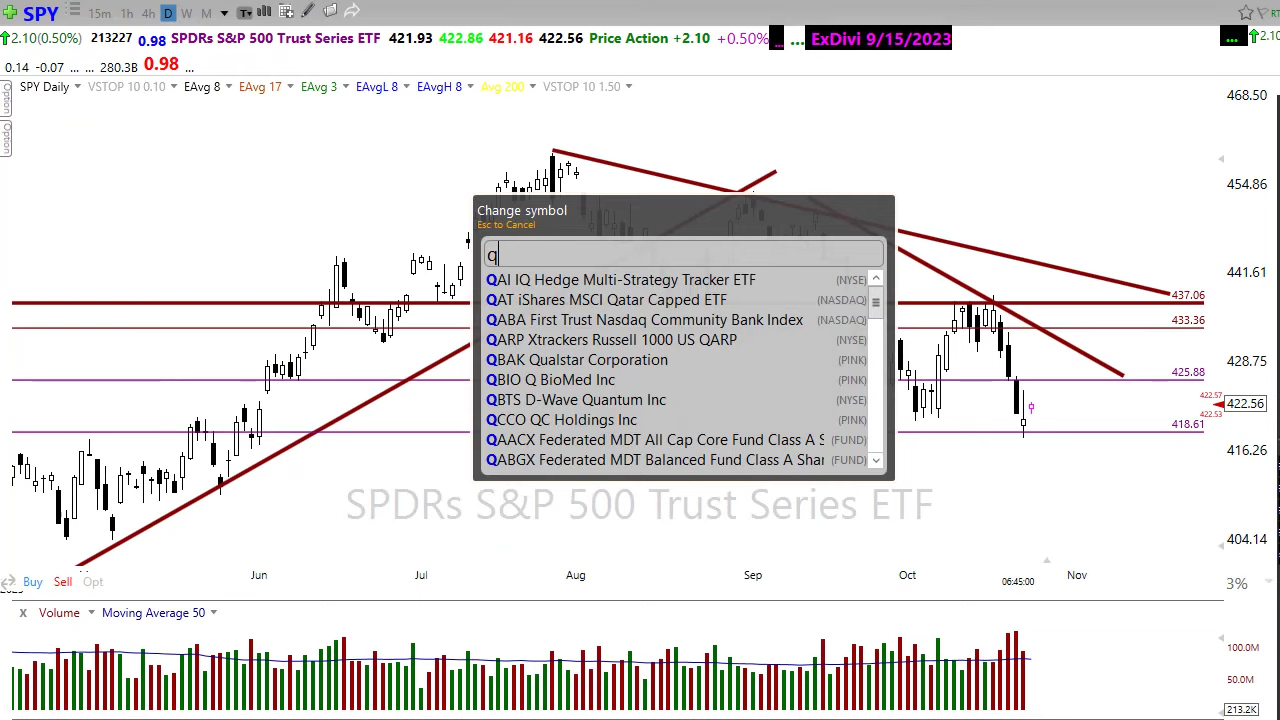 SPY 15m 1h 4h D W M T
2.10(0.50%) 213227 0.98 SPDRs S&P 500 Trust Series ETF 421.93 422.86 421.16 422.56 Price Action +2.10 +0.50% ... ... ExDivi 9/15/2023 ... 2.10
0.14 -0.07 ... ... 280.3B 0.98 ...
SPY Daily VSTOP 10 0.10 EAvg 8 EAvg 17 EAvg 3 EAvgL 8 EAvgH 8 Avg 200 VSTOP 10 1.50
Option
Option
468.50
454.86
441.61
437.06
433.36
428.75
425.88
422.57
422.56
422.53
418.61
416.26
404.14
Change symbol
Esc to Cancel
q
QAI IQ Hedge Multi-Strategy Tracker ETF (NYSE)
QAT iShares MSCI Qatar Capped ETF (NASDAQ)
QABA First Trust Nasdaq Community Bank Index (NASDAQ)
QARP Xtrackers Russell 1000 US QARP (NYSE)
QBAK Qualstar Corporation (PINK)
QBIO Q BioMed Inc (PINK)
QBTS D-Wave Quantum Inc (NYSE)
QCCO QC Holdings Inc (PINK)
QAACX Federated MDT All Cap Core Fund Class A S (FUND)
QABGX Federated MDT Balanced Fund Class A Shar (FUND)
SPDRs S&P 500 Trust Series ETF
Buy Sell Opt
Jun Jul Aug Sep Oct 06:45:00 Nov
3%
X Volume Moving Average 50
100.0M
50.0M
213.2K